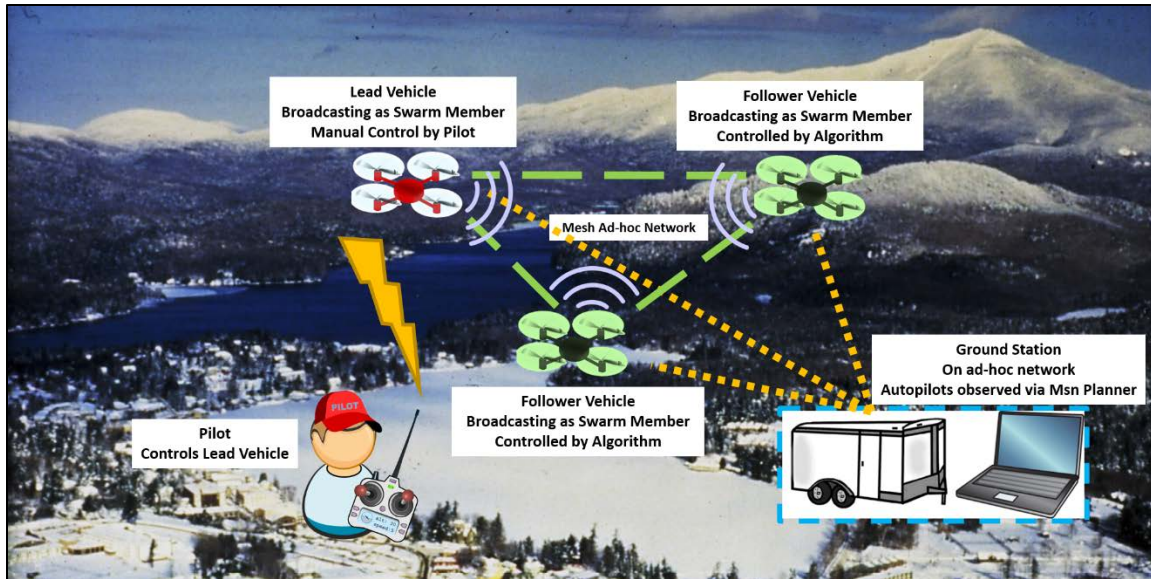 Lead Vehicle
Broadcasting as Swarm Member
Manual Control by Pilot
Follower Vehicle
Broadcasting as Swarm Member
Controlled by Algorithm
Mesh Ad-hoc Network
Ground Station
On ad-hoc network
Autopilots observed via Msn Planner
Follower Vehicle
Broadcasting as Swarm Member
Controlled by Algorithm
Pilot
Controls Lead Vehicle
PILOT